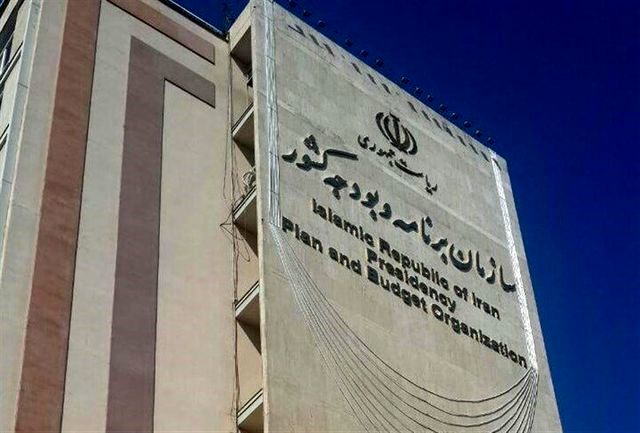 ریاست جمهوری
سازمان برنامه و بودجه کشور
Islamic Republic of Iran
Presidency
Plan and Budget Organization